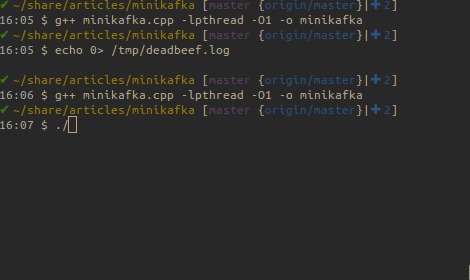 ✔ ~/share/articles/minikafka [master {origin/master}|✚ 2]
16:05 $ g++ minikafka.cpp -lpthread -O1 -o minikafka
✔ ~/share/articles/minikafka [master {origin/master}|✚ 2]
16:05 $ echo 0> /tmp/deadbeef.log
✔ ~/share/articles/minikafka [master {origin/master}|✚ 2]
16:06 $ g++ minikafka.cpp -lpthread -O1 -o minikafka
✔ ~/share/articles/minikafka [master {origin/master}|✚ 2]
16:07 $ ./